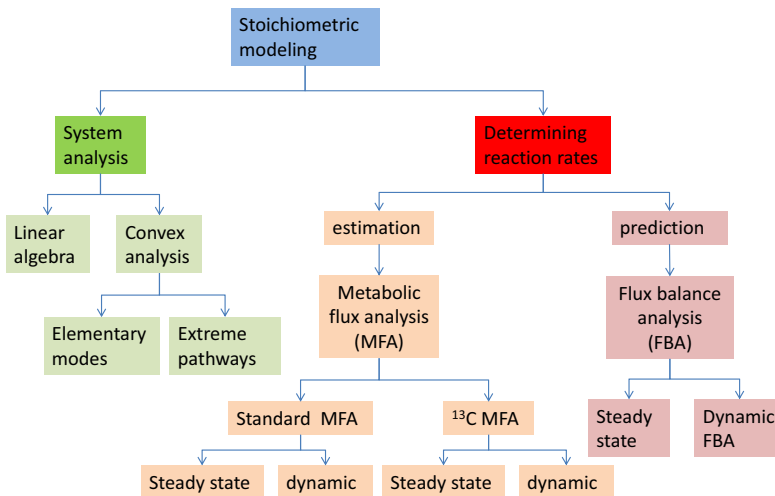 Stoichiometric
modeling
System
analysis
Determining
reaction rates
Linear
algebra
Convex
analysis
estimation
prediction
Elementary
modes
Extreme
pathways
Metabolic
flux analysis
(MFA)
Flux balance
analysis
(FBA)
Standard MFA
¹³C MFA
Steady
state
Dynamic
FBA
Steady state
dynamic
Steady state
dynamic